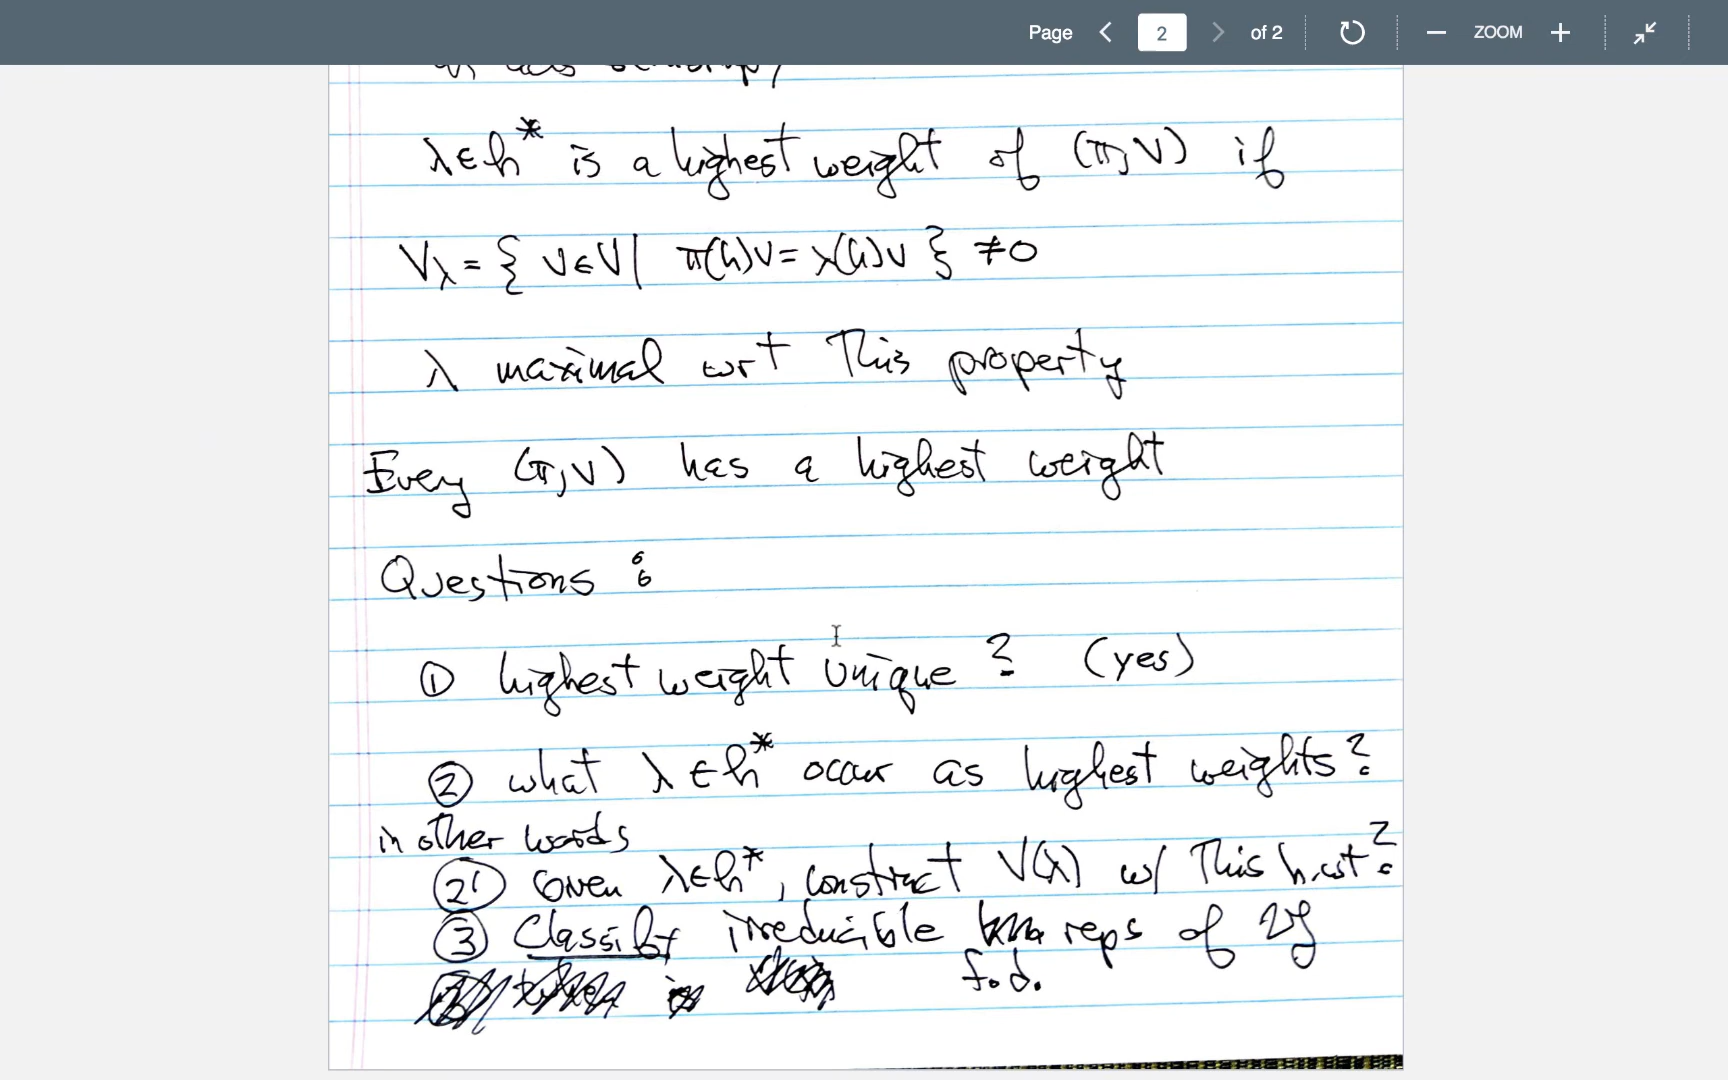 Page 2 of 2 ZOOM
λ∈h* is a highest weight of (π,V) if
V_λ = { v∈V | π(h)v = λ(h)v } ≠0
λ maximal wrt This property
Every (π,V) has a highest weight
Questions :
① highest weight unique ? (yes)
② what λ∈h* occur as highest weights?
in other words
②' Given λ∈h*, construct V(λ) w/ This h.wt?
③ Classify irreducible reps of
f.d.